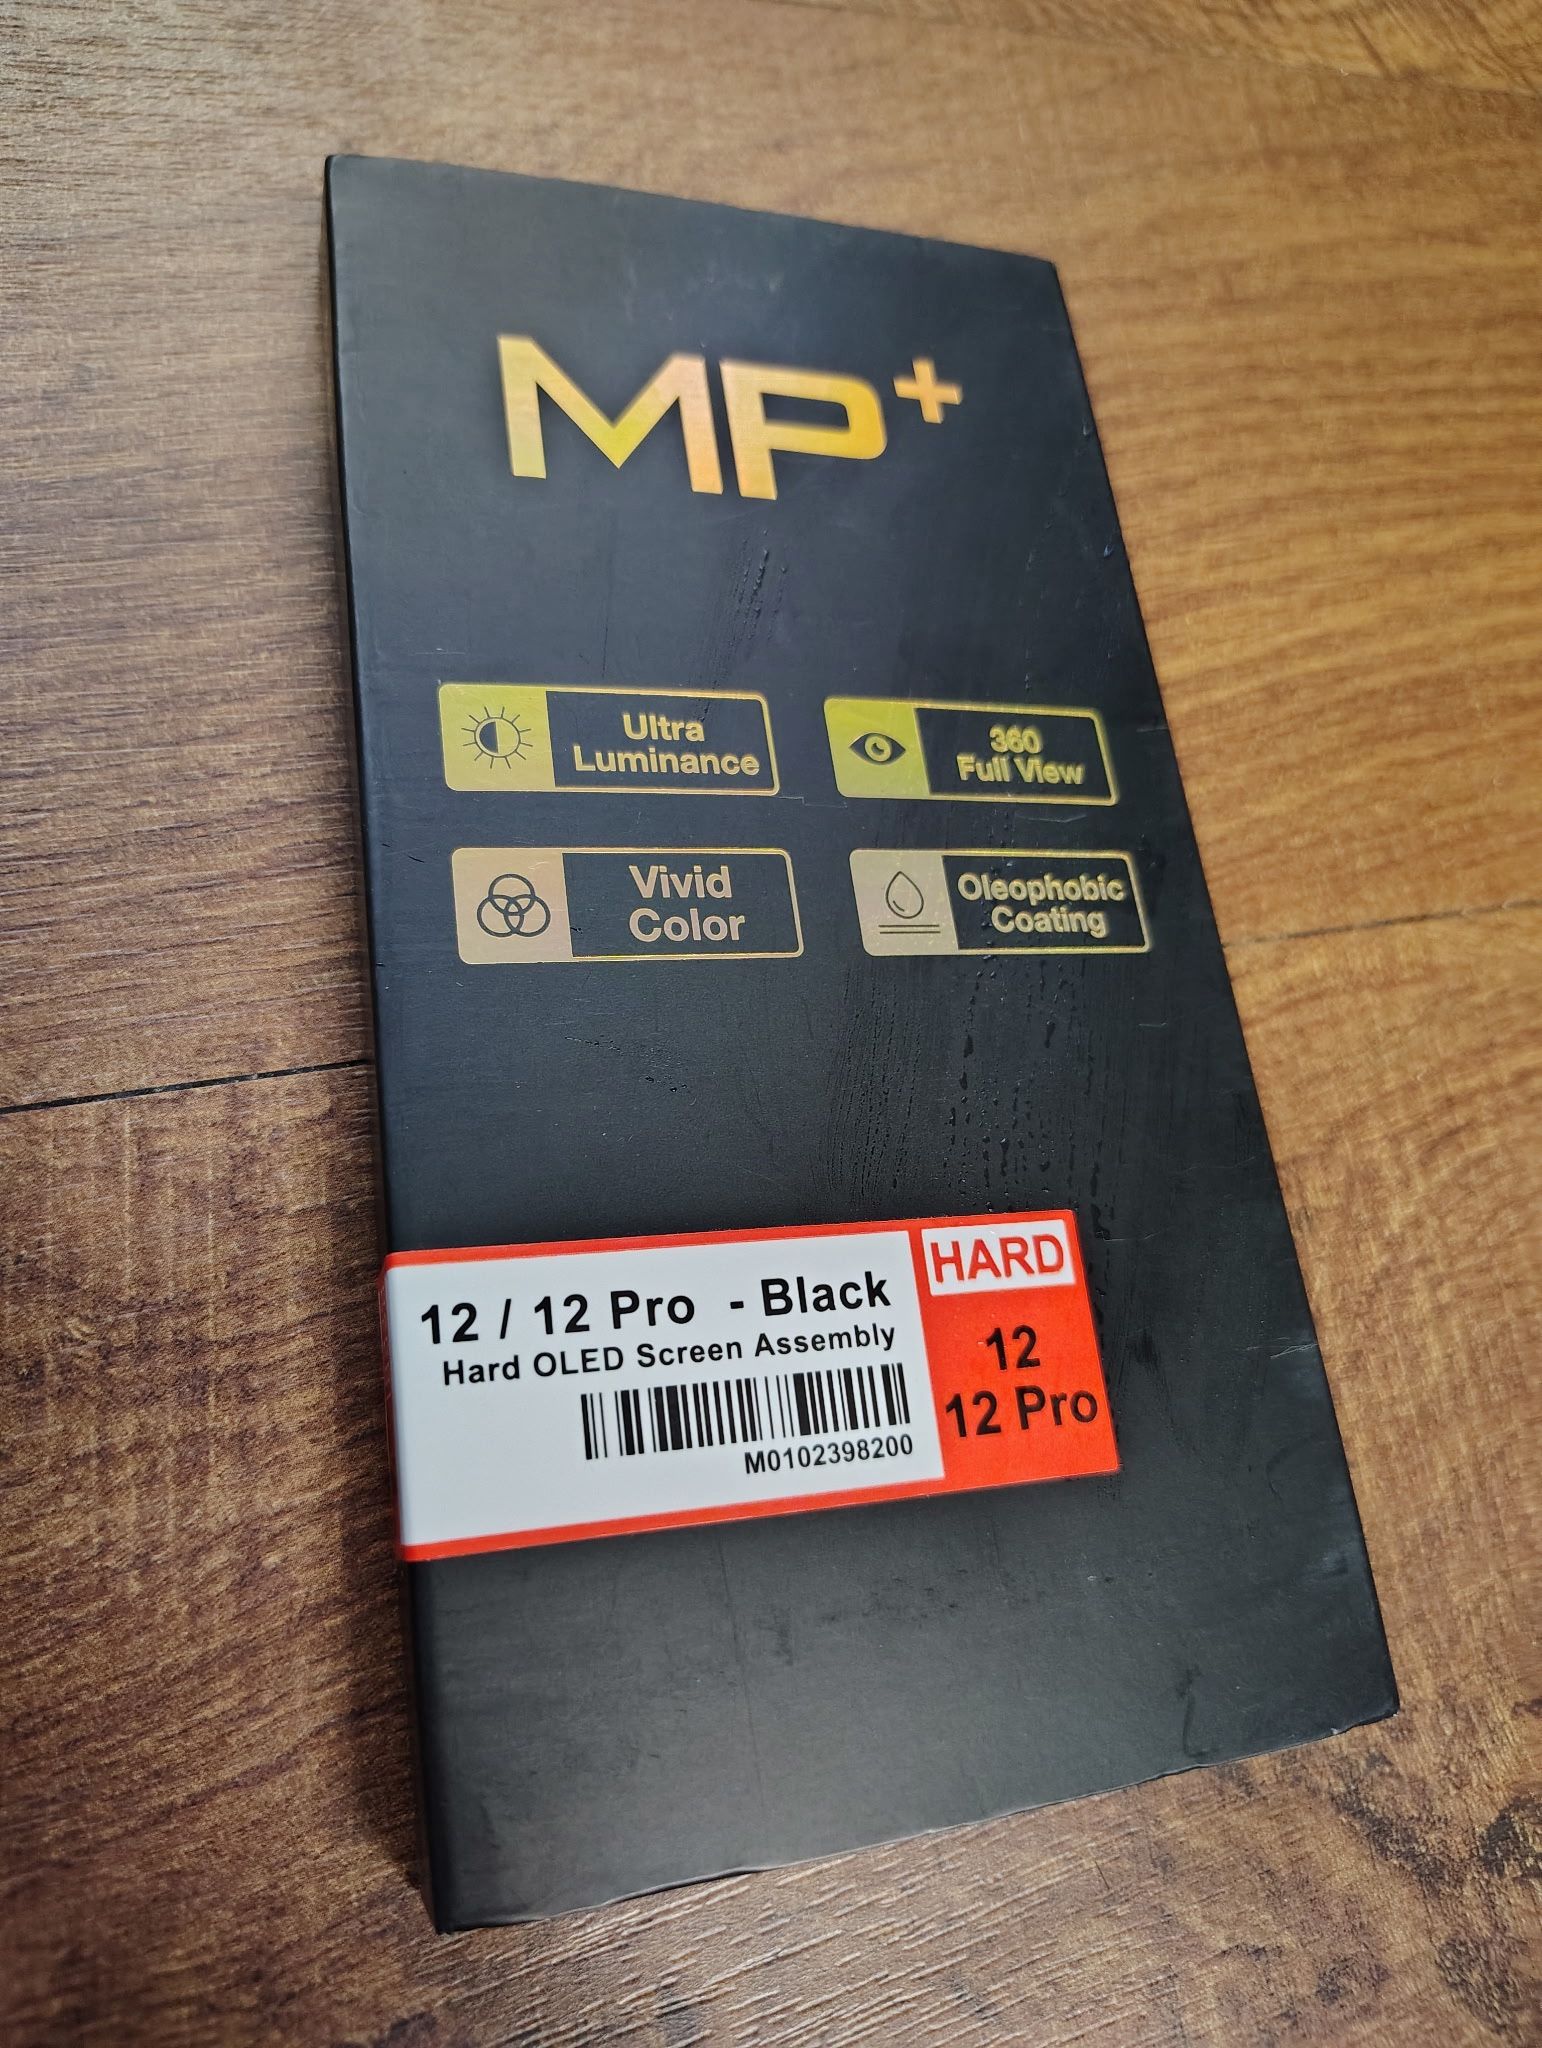 MP+
Ultra
Luminance
360
Full View
Vivid
Color
Oleophobic
Coating
12 / 12 Pro - Black
Hard OLED Screen Assembly
M0102398200
HARD
12
12 Pro